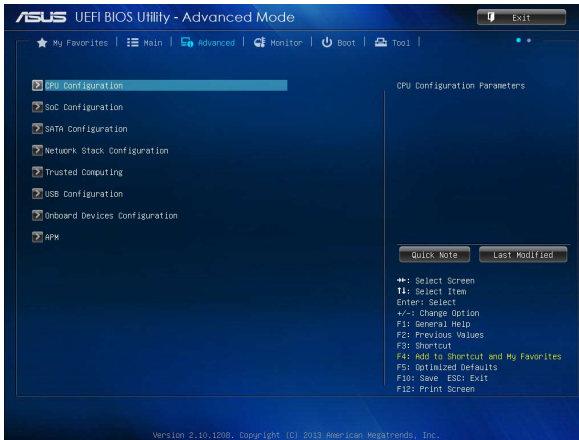 ASUS UEFI BIOS Utility - Advanced Mode
Exit
My Favorites | Main | Advanced | Monitor | Boot | Tool |
CPU Configuration
SoC Configuration
SATA Configuration
Network Stack Configuration
Trusted Computing
USB Configuration
Onboard Devices Configuration
APM
CPU Configuration Parameters
Quick Note
Last Modified
→←: Select Screen
↑↓: Select Item
Enter: Select
+/-: Change Option
F1: General Help
F2: Previous Values
F3: Shortcut
F4: Add to Shortcut and My Favorites
F5: Optimized Defaults
F10: Save ESC: Exit
F12: Print Screen
Version 2.10.1208. Copyright (C) 2013 American Megatrends, Inc.